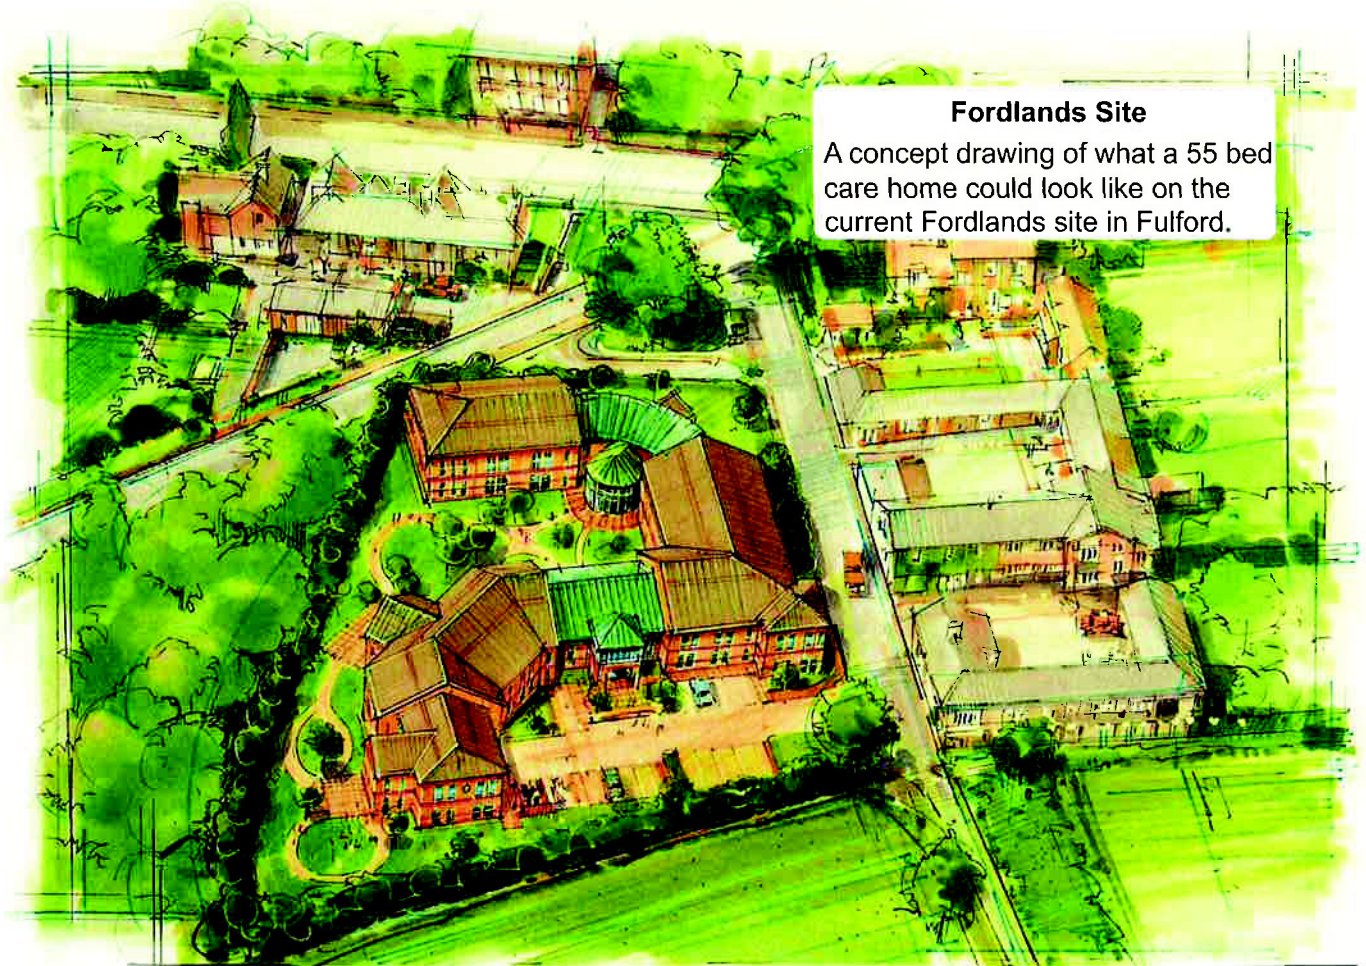 Fordlands Site
A concept drawing of what a 55 bed
care home could look like on the
current Fordlands site in Fulford.